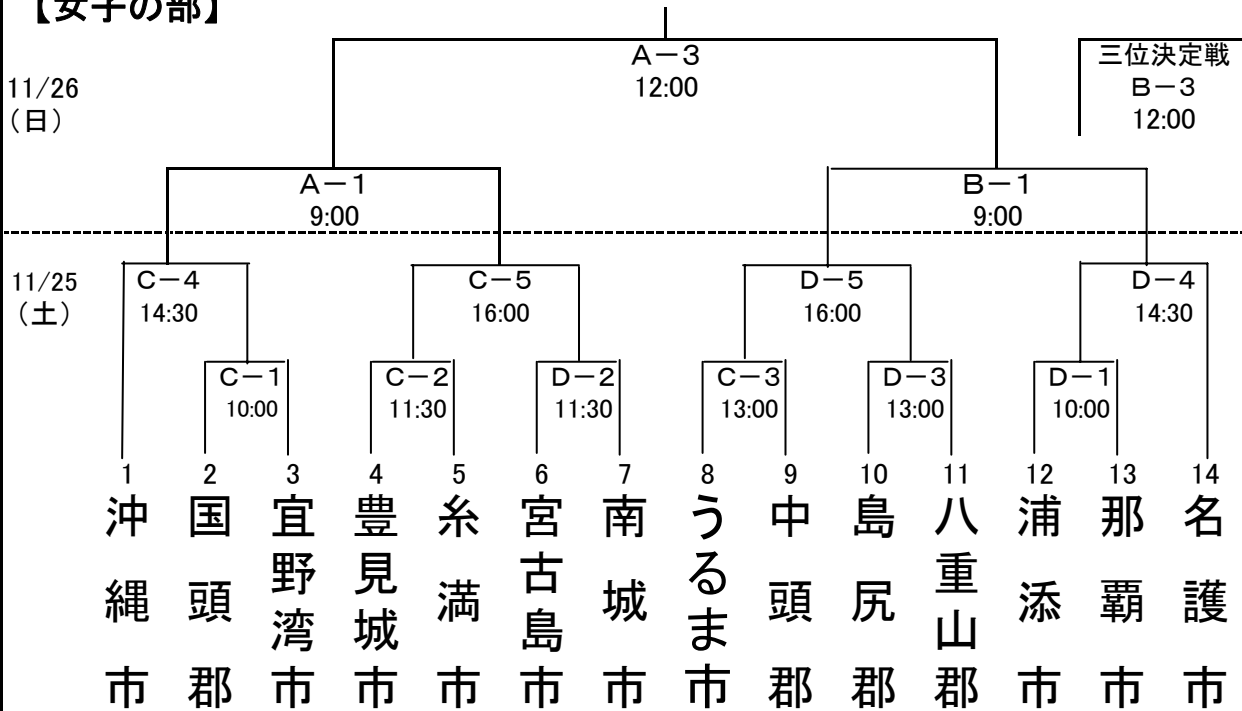 【女子の部】
A－3
12:00
三位決定戦
B－3
12:00
11/26
（日）
A－1
9:00
B－1
9:00
11/25
（土）
C－4
14:30
C－5
16:00
D－5
16:00
D－4
14:30
C－1
10:00
C－2
11:30
D－2
11:30
C－3
13:00
D－3
13:00
D－1
10:00
1
沖縄市
2
国頭郡
3
宜野湾市
4
豊見城市
5
糸満市
6
宮古島市
7
南城市
8
うるま市
9
中頭郡
10
島尻郡
11
八重山郡
12
浦添市
13
那覇市
14
名護市